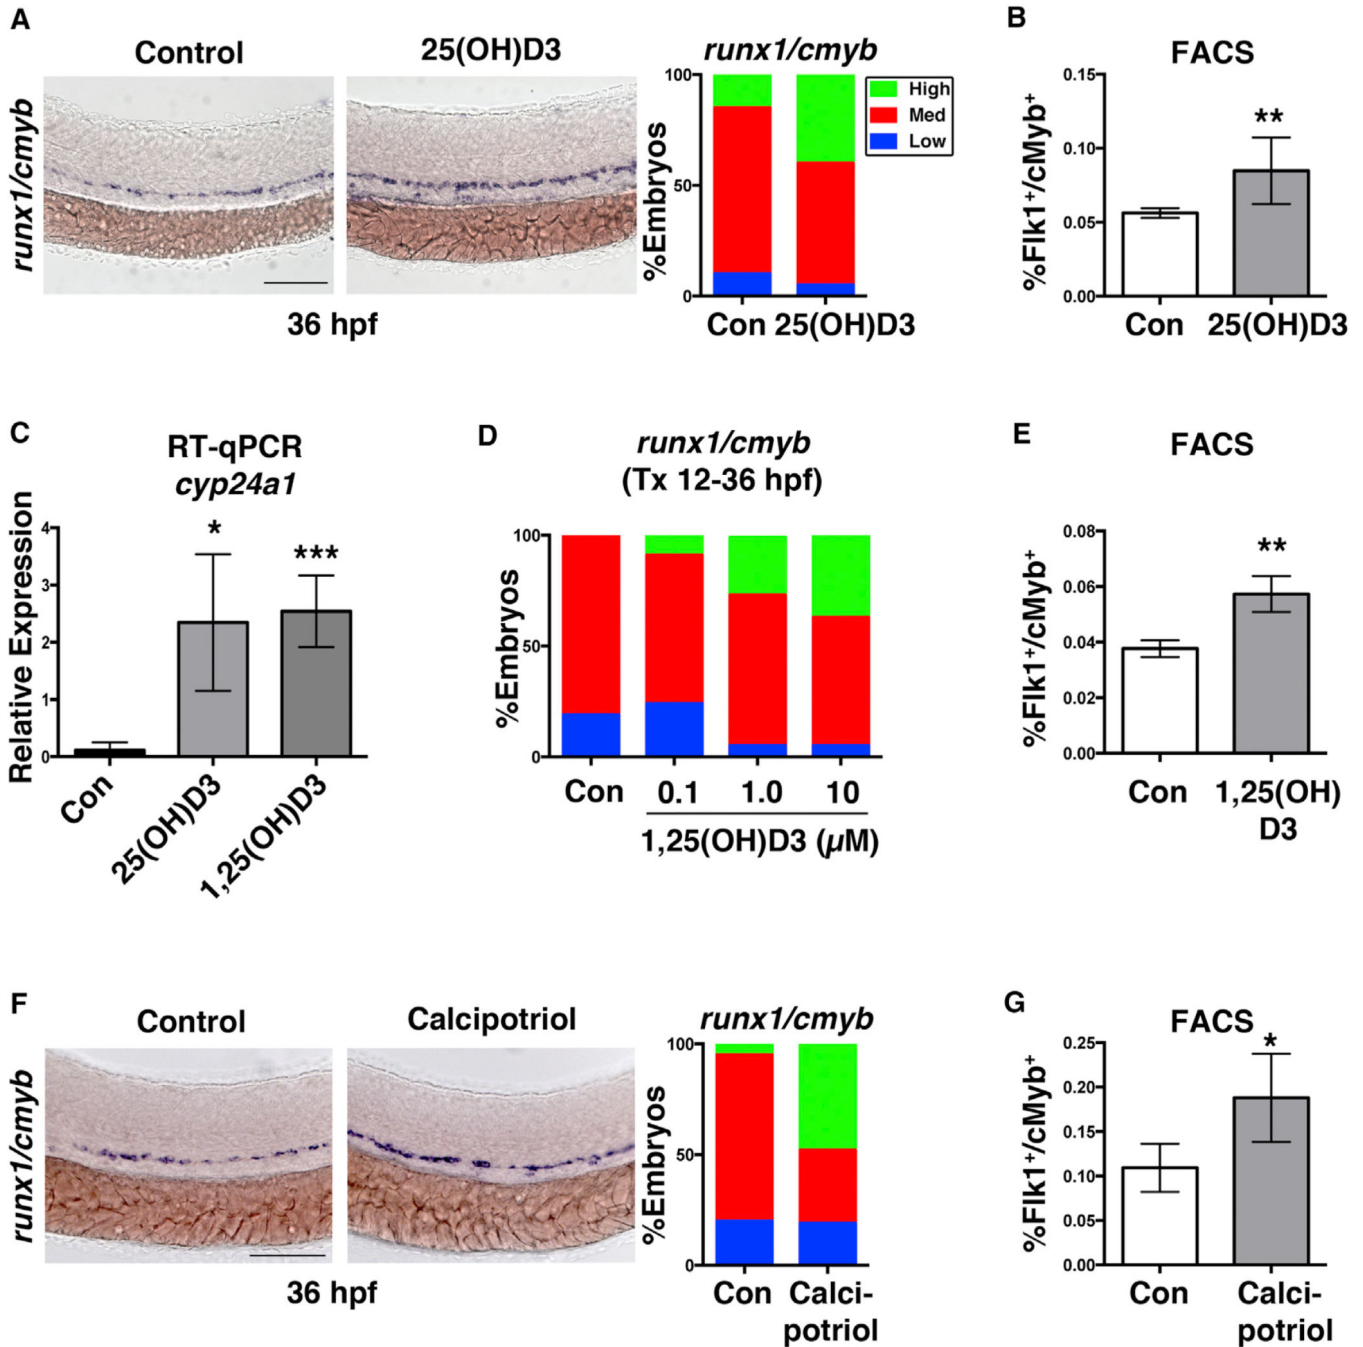 A
Control
25(OH)D3
runx1/cmyb
runx1/cmyb
36 hpf
%Embryos
100
50
0
High
Med
Low
Con 25(OH)D3
B
FACS
%Flk1⁺/cMyb⁺
0.15
0.10
0.05
0.00
**
Con 25(OH)D3
C
RT-qPCR
cyp24a1
Relative Expression
4
3
2
1
0
*
***
Con
25(OH)D3
1,25(OH)D3
D
runx1/cmyb
(Tx 12-36 hpf)
%Embryos
100
50
0
Con 0.1 1.0 10
1,25(OH)D3 (µM)
E
FACS
%Flk1⁺/cMyb⁺
0.08
0.06
0.04
0.02
0.00
**
Con 1,25(OH)
D3
F
Control
Calcipotriol
runx1/cmyb
runx1/cmyb
36 hpf
%Embryos
100
50
0
Con Calci-
potriol
G
FACS
%Flk1⁺/cMyb⁺
0.25
0.20
0.15
0.10
0.05
0.00
*
Con Calci-
potriol